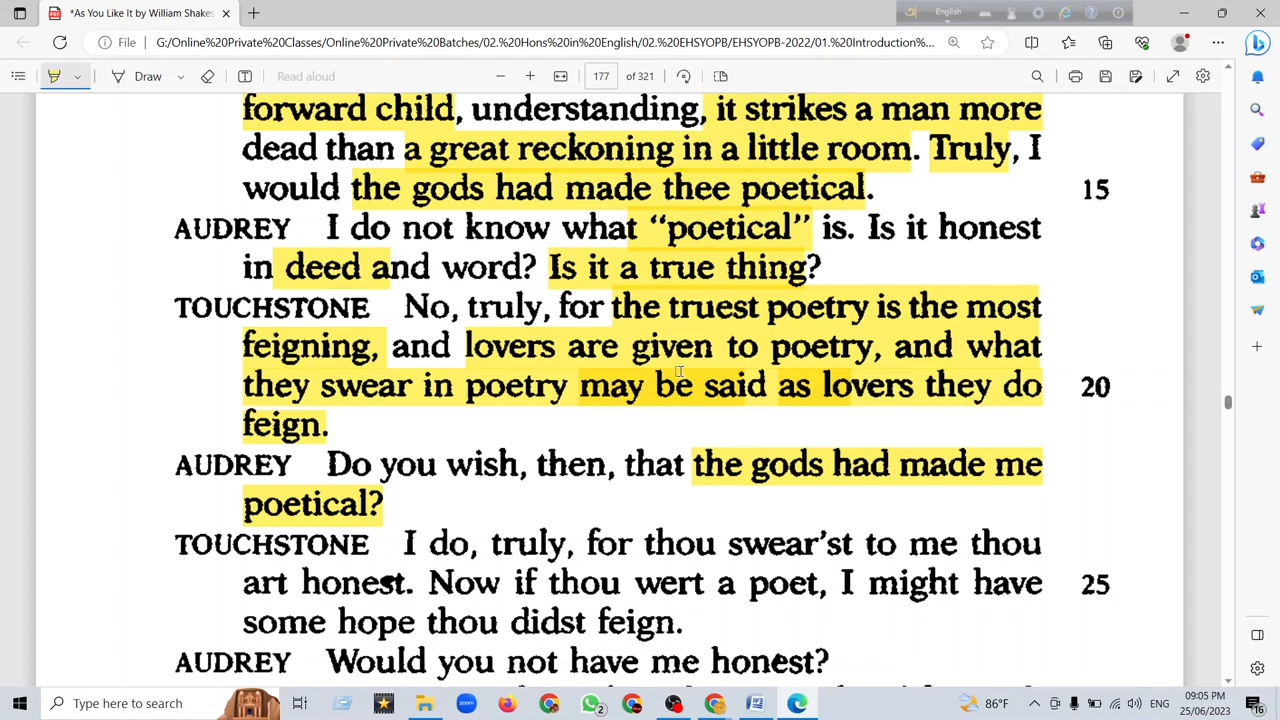 *As You Like It by William Shakes
English
File
G:/Online%20Private%20Classes/Online%20Private%20Batches/02.%20Hons%20in%20English/02.%20EHSYOPB/EHSYOPB-2022/01.%20Introduction%...
Draw
Read aloud
177 of 321
forward child, understanding, it strikes a man more
dead than a great reckoning in a little room. Truly, I
would the gods had made thee poetical. 15
AUDREY I do not know what “poetical” is. Is it honest
in deed and word? Is it a true thing?
TOUCHSTONE No, truly, for the truest poetry is the most
feigning, and lovers are given to poetry, and what
they swear in poetry may be said as lovers they do 20
feign.
AUDREY Do you wish, then, that the gods had made me
poetical?
TOUCHSTONE I do, truly, for thou swear’st to me thou
art honest. Now if thou wert a poet, I might have 25
some hope thou didst feign.
AUDREY Would you not have me honest?
Type here to search
2
86°F
09:05 PM
25/06/2023
16